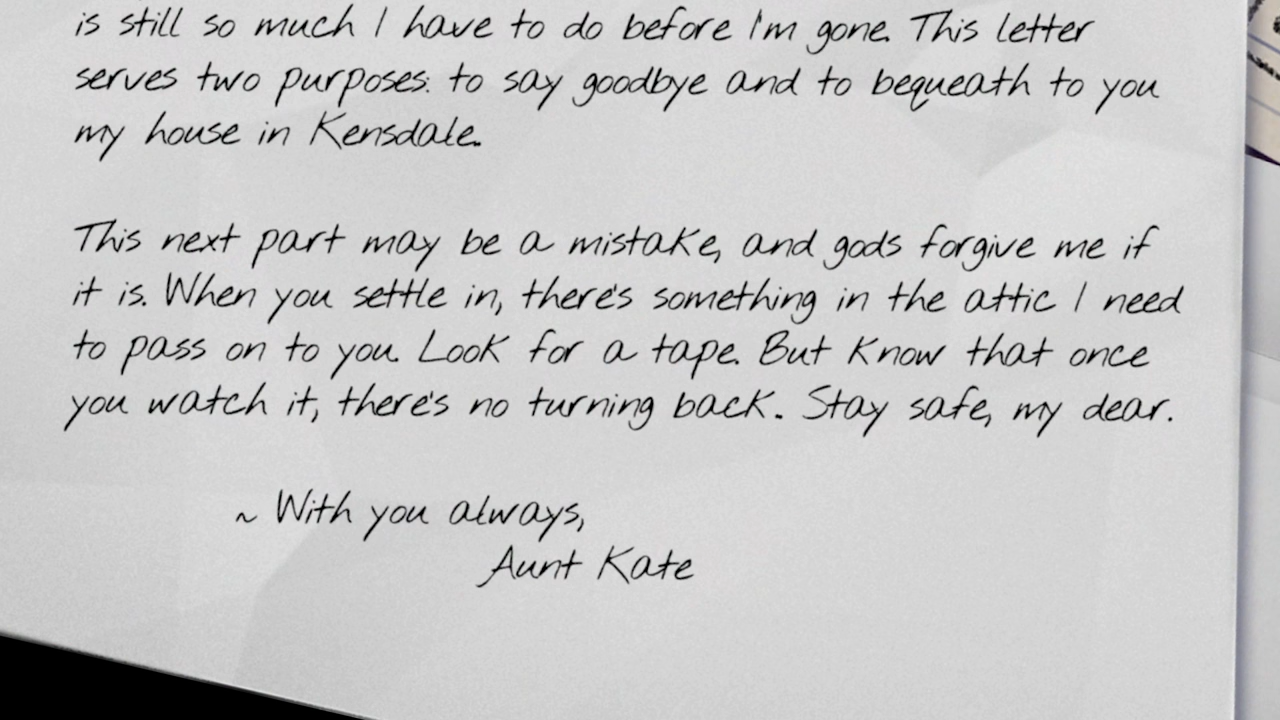 is still so much I have to do before I'm gone. This letter
serves two purposes: to say goodbye and to bequeath to you
my house in Kensdale.
This next part may be a mistake, and gods forgive me if
it is. When you settle in, there's something in the attic I need
to pass on to you. Look for a tape. But know that once
you watch it, there's no turning back. Stay safe, my dear.
~ With you always,
Aunt Kate